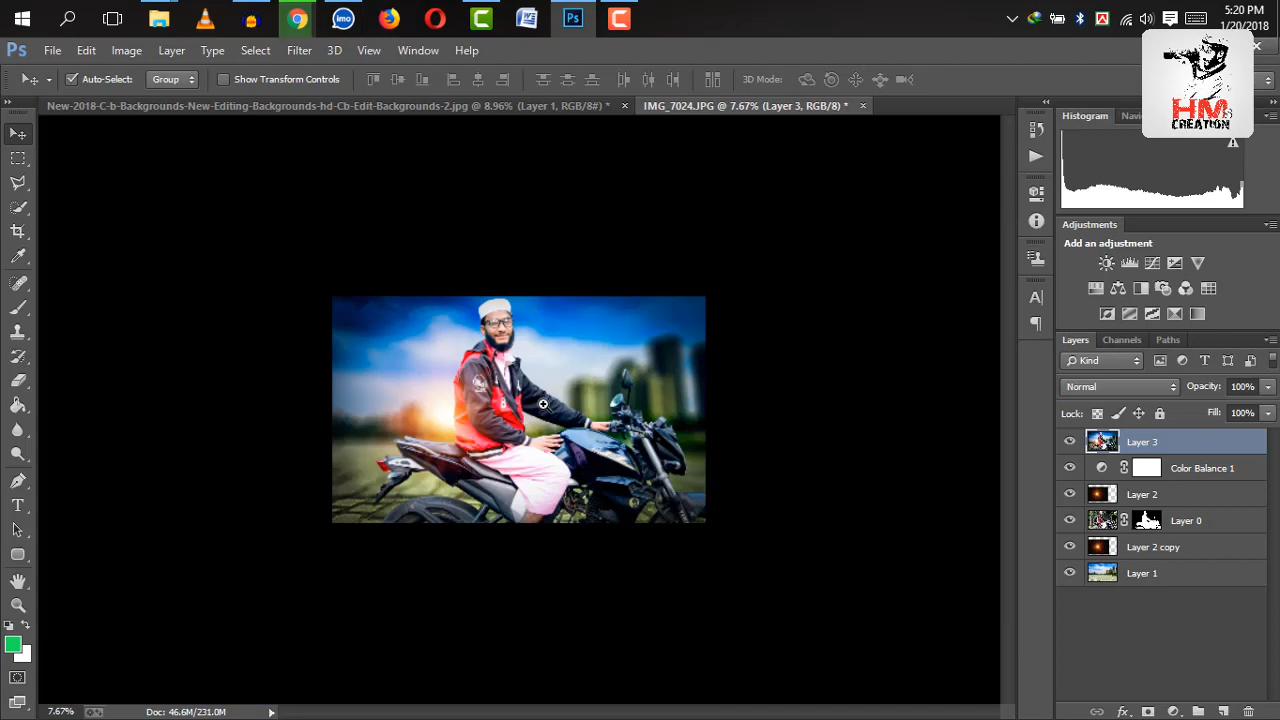 5:20 PM
1/20/2018
imo
Ps
Ps File Edit Image Layer Type Select Filter 3D View Window Help
Auto-Select: Group Show Transform Controls 3D Mode:
HM
CREATION
New-2018-C-b-Backgrounds-New-Editing-Backgrounds-hd-Cb-Edit-Backgrounds-2.jpg @ 8.96% (Layer 1, RGB/8#) * × IMG_7024.JPG @ 7.67% (Layer 3, RGB/8) * ×
Histogram
Adjustments
Add an adjustment
Layers Channels Paths
Kind
Normal Opacity: 100%
Lock: Fill: 100%
Layer 3
Color Balance 1
Layer 2
Layer 0
Layer 2 copy
Layer 1
7.67% Doc: 46.6M/231.0M